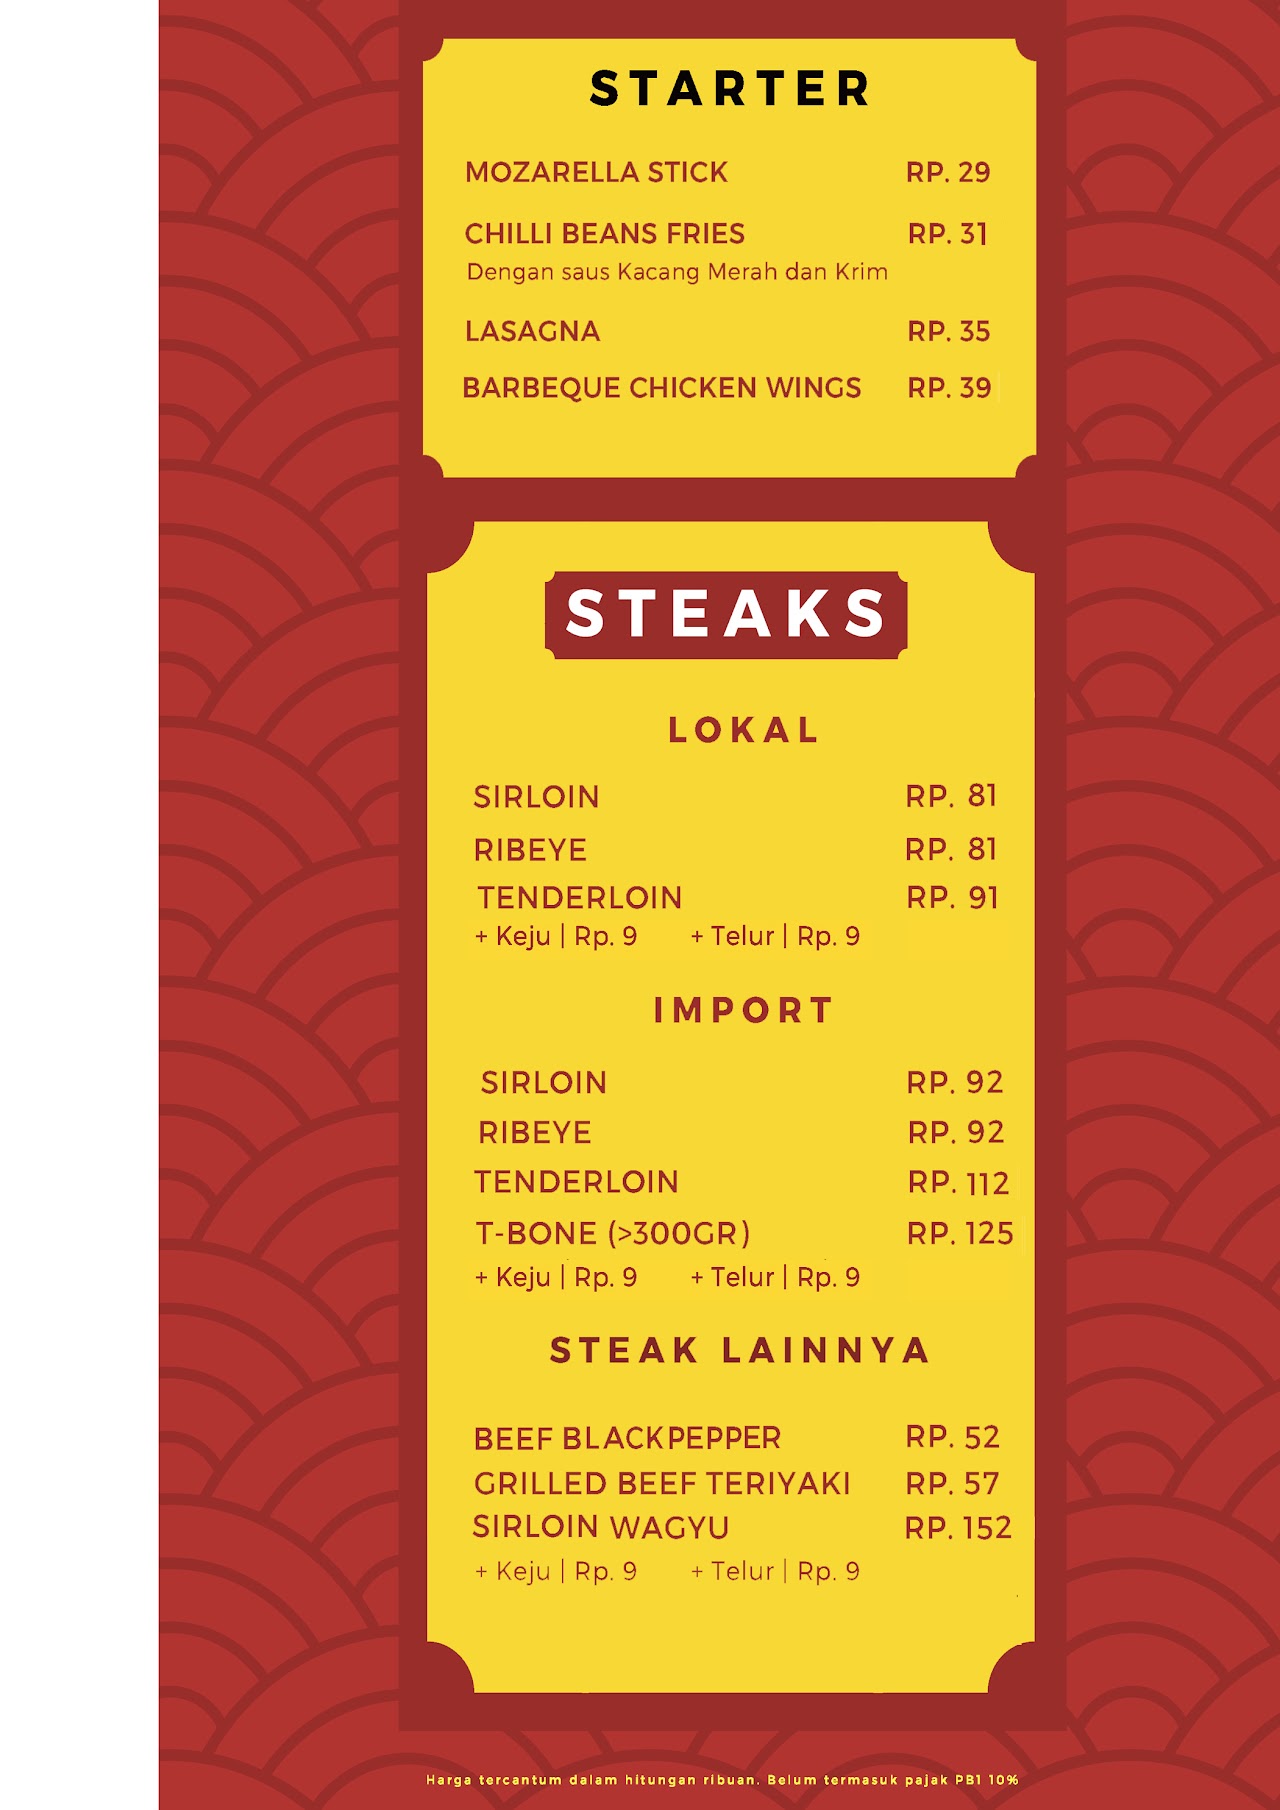 STARTER
MOZARELLA STICK RP. 29
CHILLI BEANS FRIES RP. 31
Dengan saus Kacang Merah dan Krim
LASAGNA RP. 35
BARBEQUE CHICKEN WINGS RP. 39
STEAKS
LOKAL
SIRLOIN RP. 81
RIBEYE RP. 81
TENDERLOIN RP. 91
+ Keju | Rp. 9 + Telur | Rp. 9
IMPORT
SIRLOIN RP. 92
RIBEYE RP. 92
TENDERLOIN RP. 112
T-BONE (>300GR) RP. 125
+ Keju | Rp. 9 + Telur | Rp. 9
STEAK LAINNYA
BEEF BLACKPEPPER RP. 52
GRILLED BEEF TERIYAKI RP. 57
SIRLOIN WAGYU RP. 152
+ Keju | Rp. 9 + Telur | Rp. 9
Harga tercantum dalam hitungan ribuan. Belum termasuk pajak PB1 10%